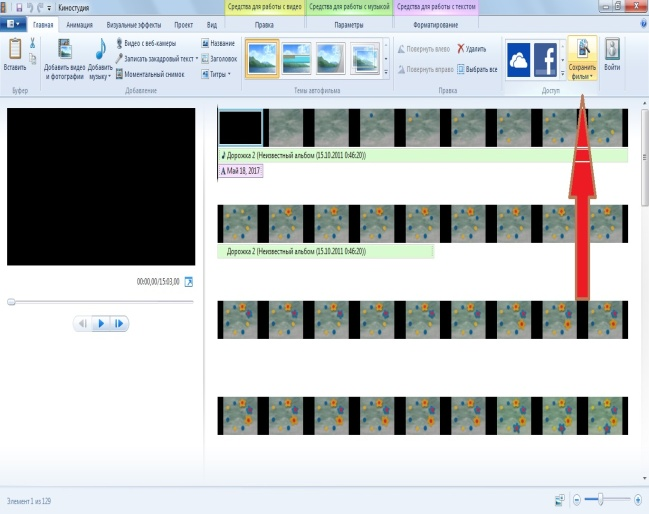 Киностудия
Средства для работы с видео
Средства для работы с музыкой
Средства для работы с текстом
Главная
Анимация
Визуальные эффекты
Проект
Вид
Правка
Параметры
Форматирование
Вставить
Добавить видео
и фотографии
Добавить
музыку
Видео с веб-камеры
Записать закадровый текст
Моментальный снимок
Название
Заголовок
Титры
Повернуть влево
Повернуть вправо
Удалить
Выбрать все
Сохранить
фильм
Войти
Буфер
Добавление
Темы автофильма
Правка
Доступ
Дорожка 2 (Неизвестный альбом (15.10.2011 0:46:20))
A Май 18, 2017
Дорожка 2 (Неизвестный альбом (15.10.2011 0:46:20))
00:00,00/15:03,00
Элемент 1 из 129